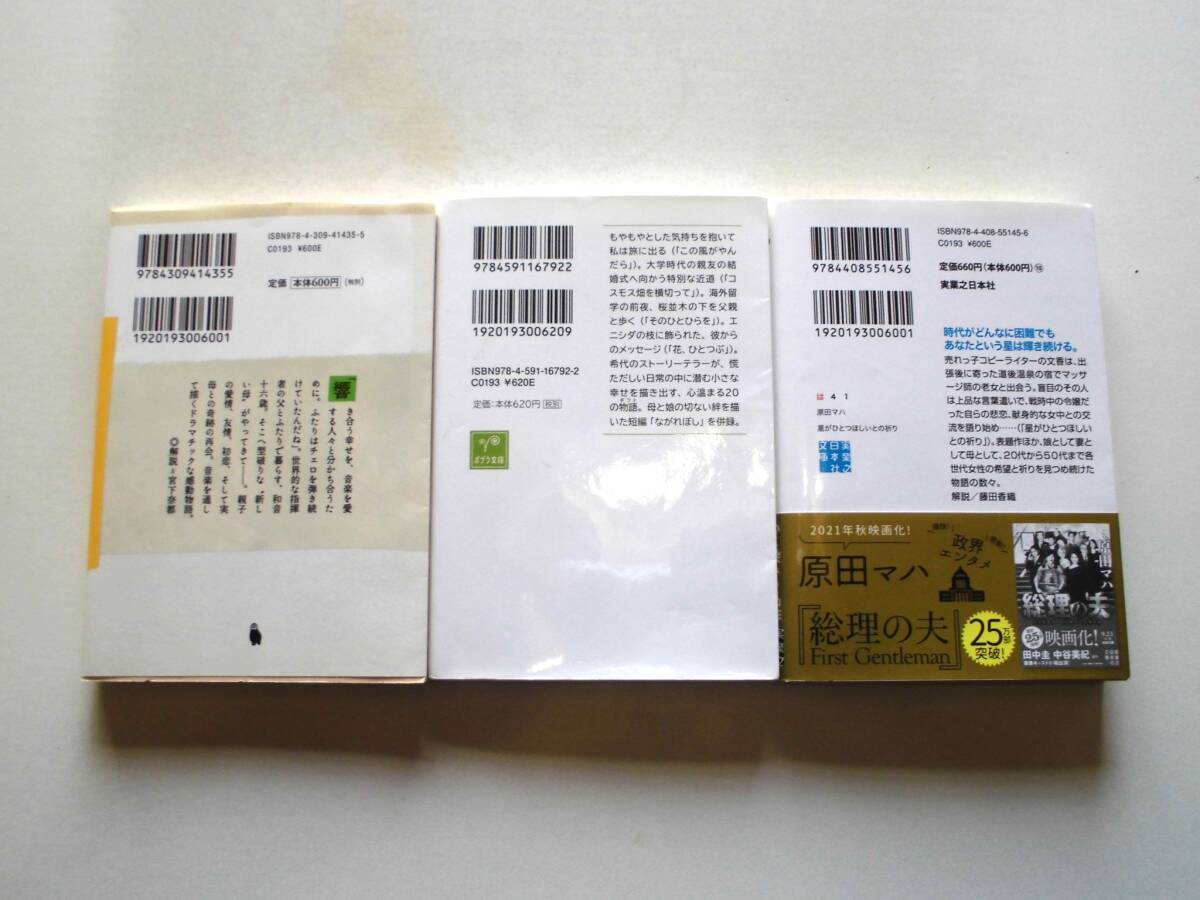 ISBN978-4-309-41435-5
C0193 ¥600E
9784309414355
定価 本体600円 (税別)
1920193006001
響
き合う幸せを、音楽を愛
する人々と分かち合うた
めに。ふたりはチェロを弾き続
けていたんだね」。世界的な指揮
者の父とふたりで暮らす、和音
十六歳。そこへ型破りな“新し
い母”がやってきて――。親子
の愛情、友情、初恋、そして実
母との奇跡の再会。音楽を通し
て描くドラマチックな感動物語。
◎解説=宮下奈都
9784591167922
1920193006209
ISBN978-4-591-16792-2
C0193 ¥620E
定価:本体620円 税別
ポプラ文庫
もやもやとした気持ちを抱いて
私は旅に出る(「この風がやん
だら」)。大学時代の親友の結
婚式へ向かう特別な近道(「コ
スモス畑を横切って」)。海外留
学の前夜、桜並木の下を父親
と歩く(「そのひとひらを」)。エ
ニシダの枝に飾られた、彼から
のメッセージ(「花、ひとつぶ」)。
希代のストーリーテラーが、慌
ただしい日常の中に潜む小さな
幸せを描き出す、心温まる20
の物語。母と娘の切ない絆を描
いた短編「ながれぼし」を併録。
9784408551456
1920193006001
ISBN978-4-408-55145-6
C0193 ¥600E
定価660円(本体600円)⑩
実業之日本社
は 4 1
原田マハ
星がひとつほしいとの祈り
実業之
日本社
文庫
時代がどんなに困難でも
あなたという星は輝き続ける。
売れっ子コピーライターの文香は、出
張後に寄った道後温泉の宿でマッサ
ージ師の老女と出会う。盲目のその人
は上品な言葉遣いで、戦時中の令嬢だ
だった自らの悲恋、献身的な女中との交
流を語り始め……(「星がひとつほしい
との祈り」)。表題作ほか、娘として妻と
して母として、20代から50代まで各
世代女性の希望と祈りを見つめ続けた
物語の数々。
解説/藤田香織
2021年秋映画化!
政界
エンタメ
原田マハ
『総理の夫』
First Gentleman
25万部
突破!
原田マハ
総理の夫
25
映画化!
9.23
田中圭 中谷美紀